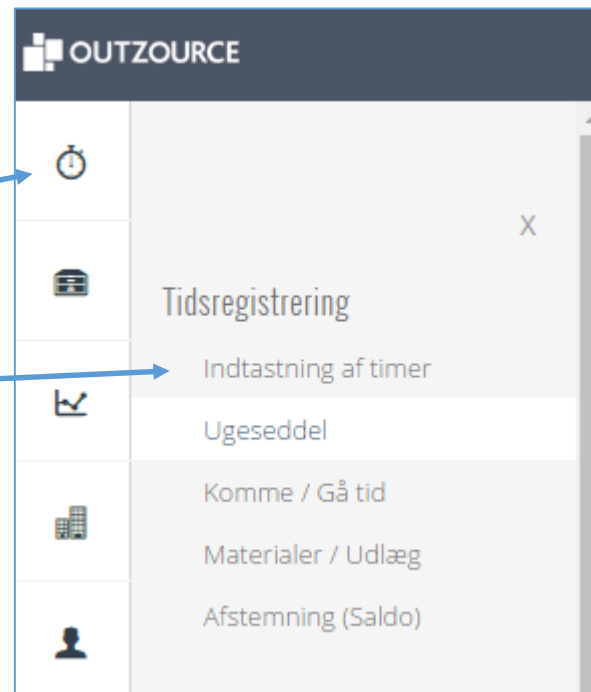 OUTZOURCE
X
Tidsregistrering
Indtastning af timer
Ugeseddel
Komme / Gå tid
Materialer / Udlæg
Afstemning (Saldo)